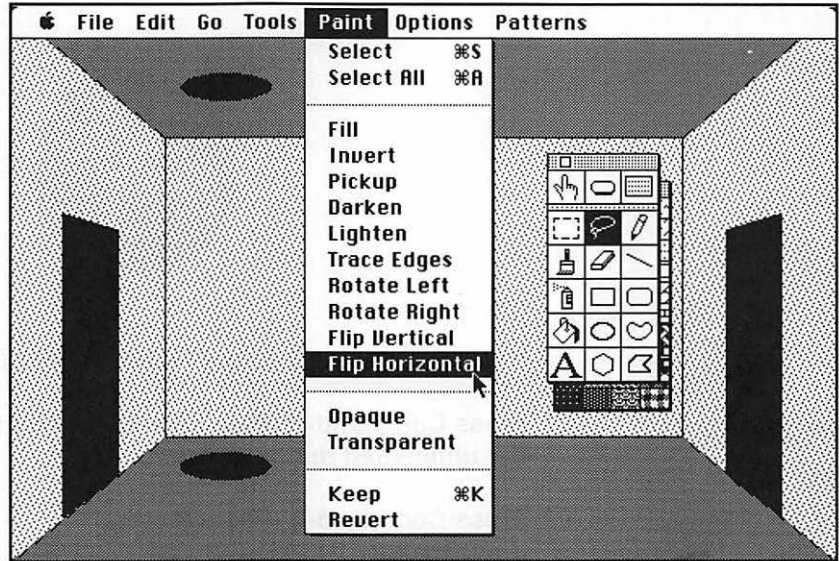 File Edit Go Tools Paint Options Patterns
Select ⌘S
Select All ⌘A
Fill
Invert
Pickup
Darken
Lighten
Trace Edges
Rotate Left
Rotate Right
Flip Vertical
Flip Horizontal
Opaque
Transparent
Keep ⌘K
Revert
A